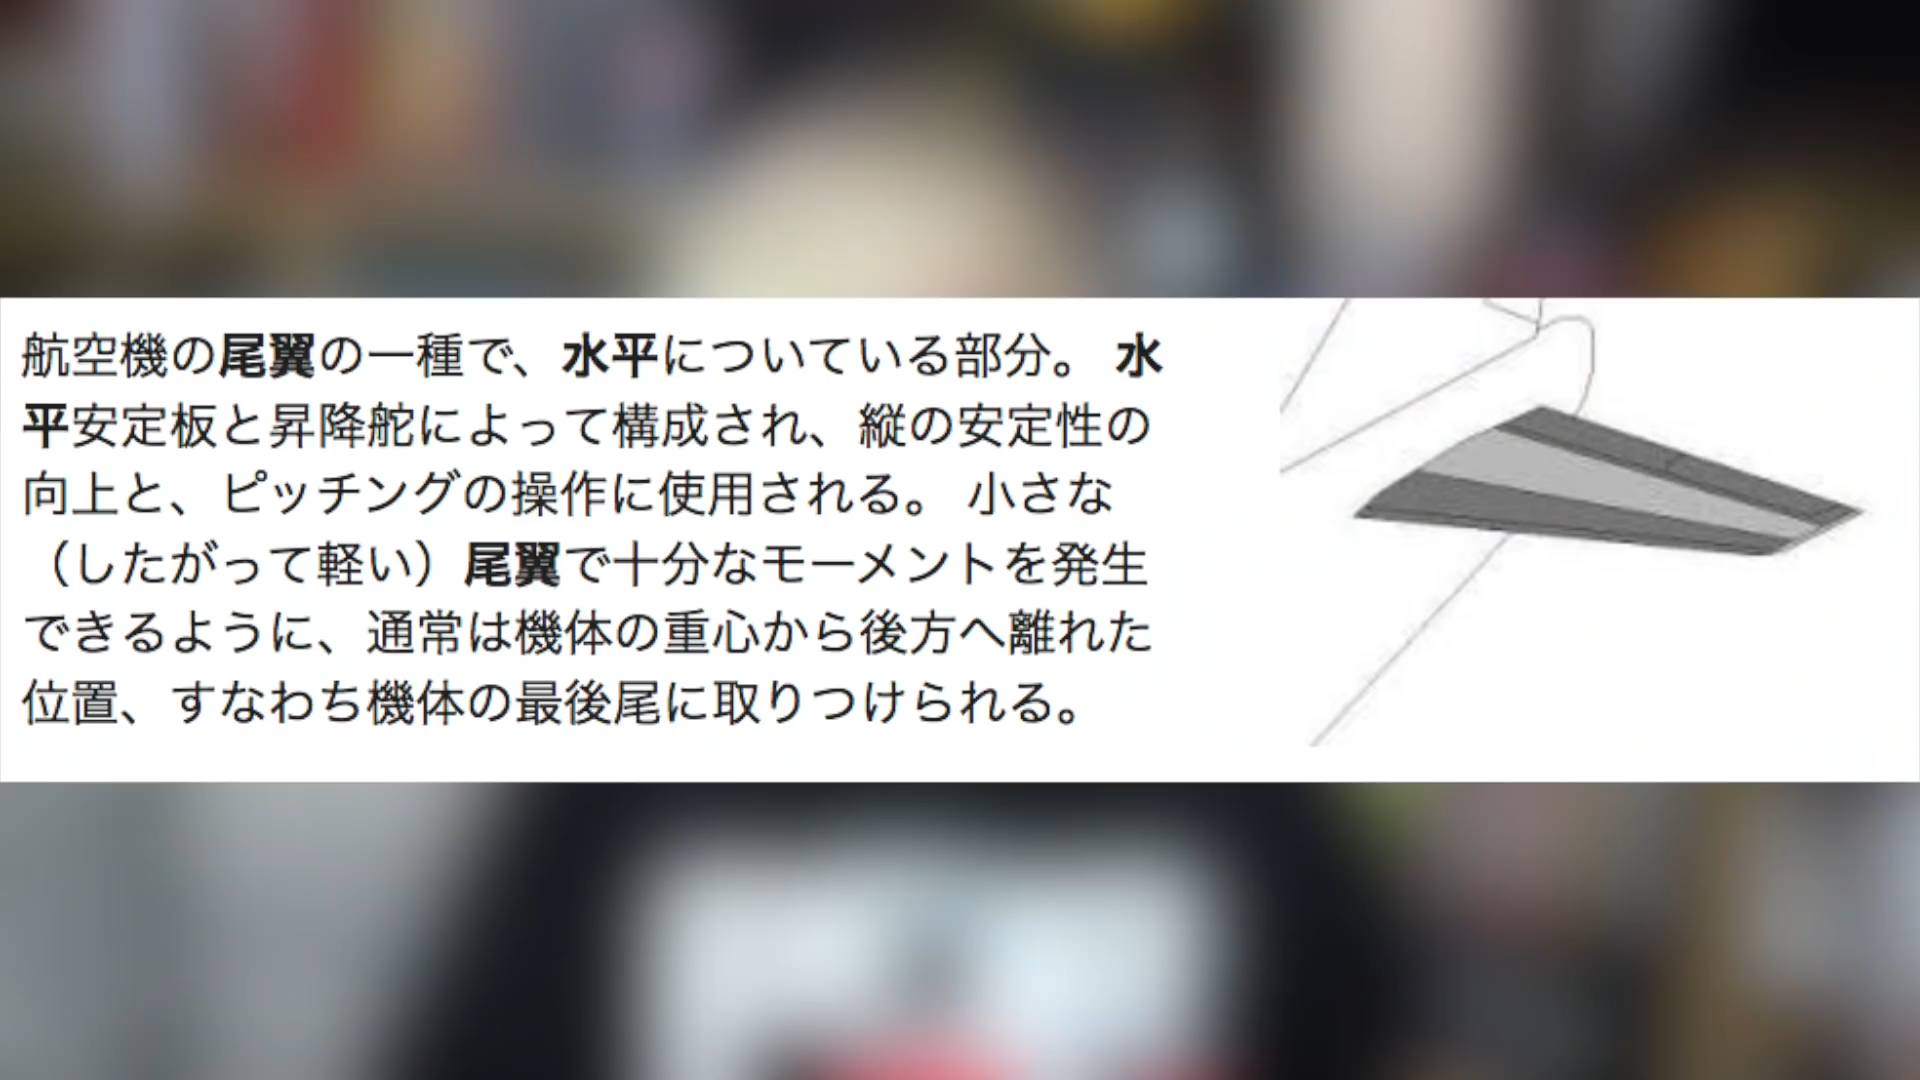 航空機の尾翼の一種で、水平についている部分。 水
平安定板と昇降舵によって構成され、縦の安定性の
向上と、ピッチングの操作に使用される。 小さな
（したがって軽い）尾翼で十分なモーメントを発生
できるように、通常は機体の重心から後方へ離れた
位置、すなわち機体の最後尾に取りつけられる。